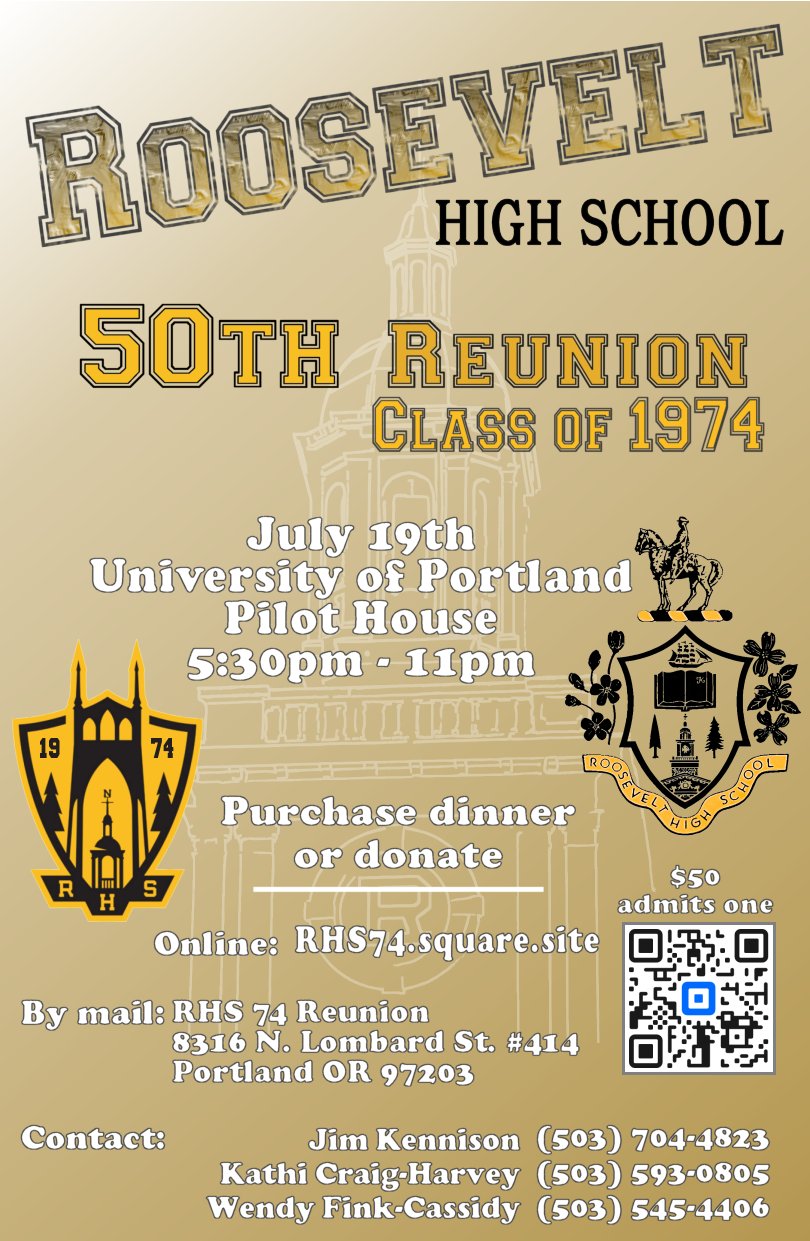 ROOSEVELT
HIGH SCHOOL
50TH REUNION
CLASS OF 1974
July 19th
University of Portland
Pilot House
5:30pm - 11pm
19 74
N
R H S
ROOSEVELT HIGH SCHOOL
Purchase dinner
or donate
$50
admits one
Online: RHS74.square.site
By mail: RHS 74 Reunion
8316 N. Lombard St. #414
Portland OR 97203
R
Contact: Jim Kennison (503) 704-4823
Kathi Craig-Harvey (503) 593-0805
Wendy Fink-Cassidy (503) 545-4406